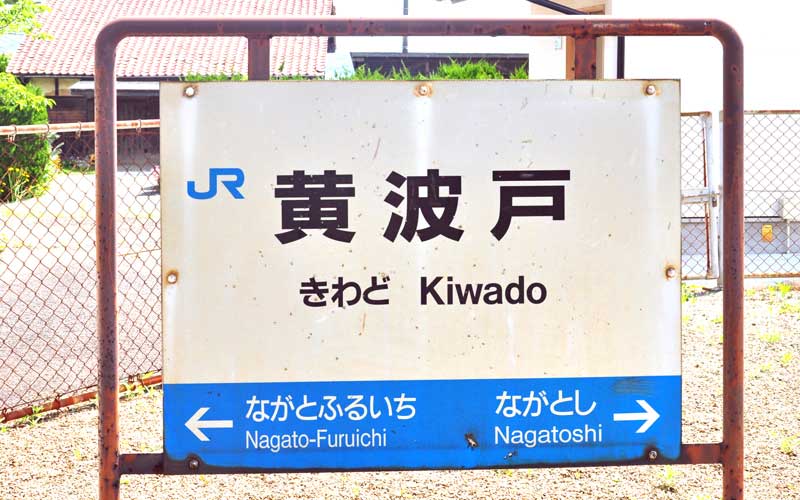 JR 黄波戸
きわど Kiwado
← ながとふるいち ながとし →
Nagato-Furuichi Nagatoshi